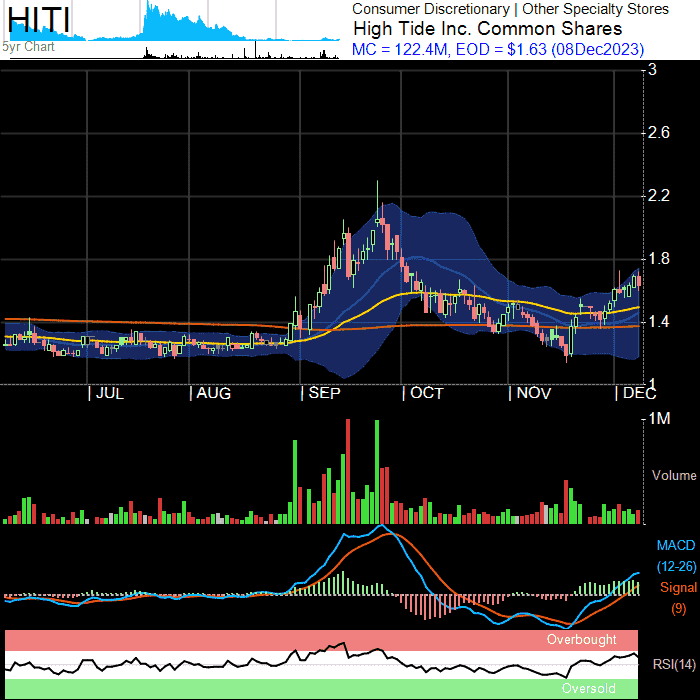 HITI
5yr Chart
Consumer Discretionary | Other Specialty Stores
High Tide Inc. Common Shares
MC = 122.4M, EOD = $1.63 (08Dec2023)
3
2.6
2.2
1.8
1.4
1
JUL
AUG
SEP
OCT
NOV
DEC
1M
Volume
MACD
(12-26)
Signal
(9)
Overbought
RSI(14)
Oversold